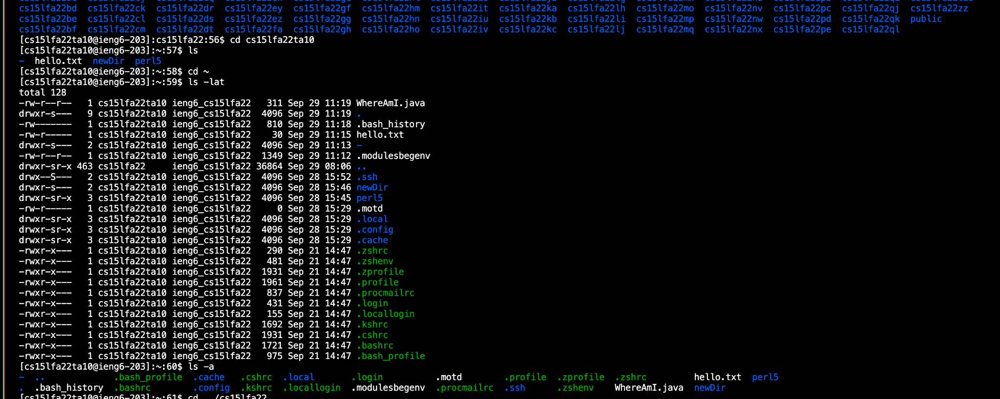 cs15lfa22bd cs15lfa22ck cs15lfa22dr cs15lfa22ey cs15lfa22gf cs15lfa22hm cs15lfa22it cs15lfa22ka cs15lfa22lh cs15lfa22mo cs15lfa22nv cs15lfa22pc cs15lfa22qj cs15lfa22zz
cs15lfa22be cs15lfa22cl cs15lfa22ds cs15lfa22ez cs15lfa22gg cs15lfa22hn cs15lfa22iu cs15lfa22kb cs15lfa22li cs15lfa22mp cs15lfa22nw cs15lfa22pd cs15lfa22qk public
cs15lfa22bf cs15lfa22cm cs15lfa22dt cs15lfa22fa cs15lfa22gh cs15lfa22ho cs15lfa22iv cs15lfa22kc cs15lfa22lj cs15lfa22mq cs15lfa22nx cs15lfa22pe cs15lfa22ql
[cs15lfa22ta10@ieng6-203]:cs15lfa22:56$ cd cs15lfa22ta10
[cs15lfa22ta10@ieng6-203]:~:57$ ls
- hello.txt newDir perl5
[cs15lfa22ta10@ieng6-203]:~:58$ cd ~
[cs15lfa22ta10@ieng6-203]:~:59$ ls -lat
total 128
-rw-r--r-- 1 cs15lfa22ta10 ieng6_cs15lfa22 311 Sep 29 11:19 WhereAmI.java
drwxr-s--- 9 cs15lfa22ta10 ieng6_cs15lfa22 4096 Sep 29 11:19 .
-rw------- 1 cs15lfa22ta10 ieng6_cs15lfa22 810 Sep 29 11:18 .bash_history
-rw-r----- 1 cs15lfa22ta10 ieng6_cs15lfa22 30 Sep 29 11:15 hello.txt
drwxr-s--- 2 cs15lfa22ta10 ieng6_cs15lfa22 4096 Sep 29 11:13 -
-rw-r--r-- 1 cs15lfa22ta10 ieng6_cs15lfa22 1349 Sep 29 11:12 .modulesbegenv
drwxr-sr-x 463 cs15lfa22 ieng6_cs15lfa22 36864 Sep 29 08:06 ..
drwx--S--- 2 cs15lfa22ta10 ieng6_cs15lfa22 4096 Sep 28 15:52 .ssh
drwxr-s--- 2 cs15lfa22ta10 ieng6_cs15lfa22 4096 Sep 28 15:46 newDir
drwxr-sr-x 3 cs15lfa22ta10 ieng6_cs15lfa22 4096 Sep 28 15:45 perl5
-rw-r----- 1 cs15lfa22ta10 ieng6_cs15lfa22 0 Sep 28 15:29 .motd
drwxr-sr-x 3 cs15lfa22ta10 ieng6_cs15lfa22 4096 Sep 28 15:29 .local
drwxr-sr-x 3 cs15lfa22ta10 ieng6_cs15lfa22 4096 Sep 28 15:29 .config
drwxr-sr-x 3 cs15lfa22ta10 ieng6_cs15lfa22 4096 Sep 28 15:29 .cache
-rwxr-x--- 1 cs15lfa22ta10 ieng6_cs15lfa22 290 Sep 21 14:47 .zshrc
-rwxr-x--- 1 cs15lfa22ta10 ieng6_cs15lfa22 481 Sep 21 14:47 .zshenv
-rwxr-x--- 1 cs15lfa22ta10 ieng6_cs15lfa22 1931 Sep 21 14:47 .zprofile
-rwxr-x--- 1 cs15lfa22ta10 ieng6_cs15lfa22 1961 Sep 21 14:47 .profile
-rwxr-x--- 1 cs15lfa22ta10 ieng6_cs15lfa22 837 Sep 21 14:47 .procmailrc
-rwxr-x--- 1 cs15lfa22ta10 ieng6_cs15lfa22 431 Sep 21 14:47 .login
-rwxr-x--- 1 cs15lfa22ta10 ieng6_cs15lfa22 155 Sep 21 14:47 .locallogin
-rwxr-x--- 1 cs15lfa22ta10 ieng6_cs15lfa22 1692 Sep 21 14:47 .kshrc
-rwxr-x--- 1 cs15lfa22ta10 ieng6_cs15lfa22 1931 Sep 21 14:47 .cshrc
-rwxr-x--- 1 cs15lfa22ta10 ieng6_cs15lfa22 1721 Sep 21 14:47 .bashrc
-rwxr-x--- 1 cs15lfa22ta10 ieng6_cs15lfa22 975 Sep 21 14:47 .bash_profile
[cs15lfa22ta10@ieng6-203]:~:60$ ls -a
- .. .bash_profile .cache .cshrc .local .login .motd .profile .zprofile .zshrc hello.txt perl5
. .bash_history .bashrc .config .kshrc .locallogin .modulesbegenv .procmailrc .ssh .zshenv WhereAmI.java newDir
[cs15lfa22ta10@ieng6-203]:~:61$ cd /cs15lfa22